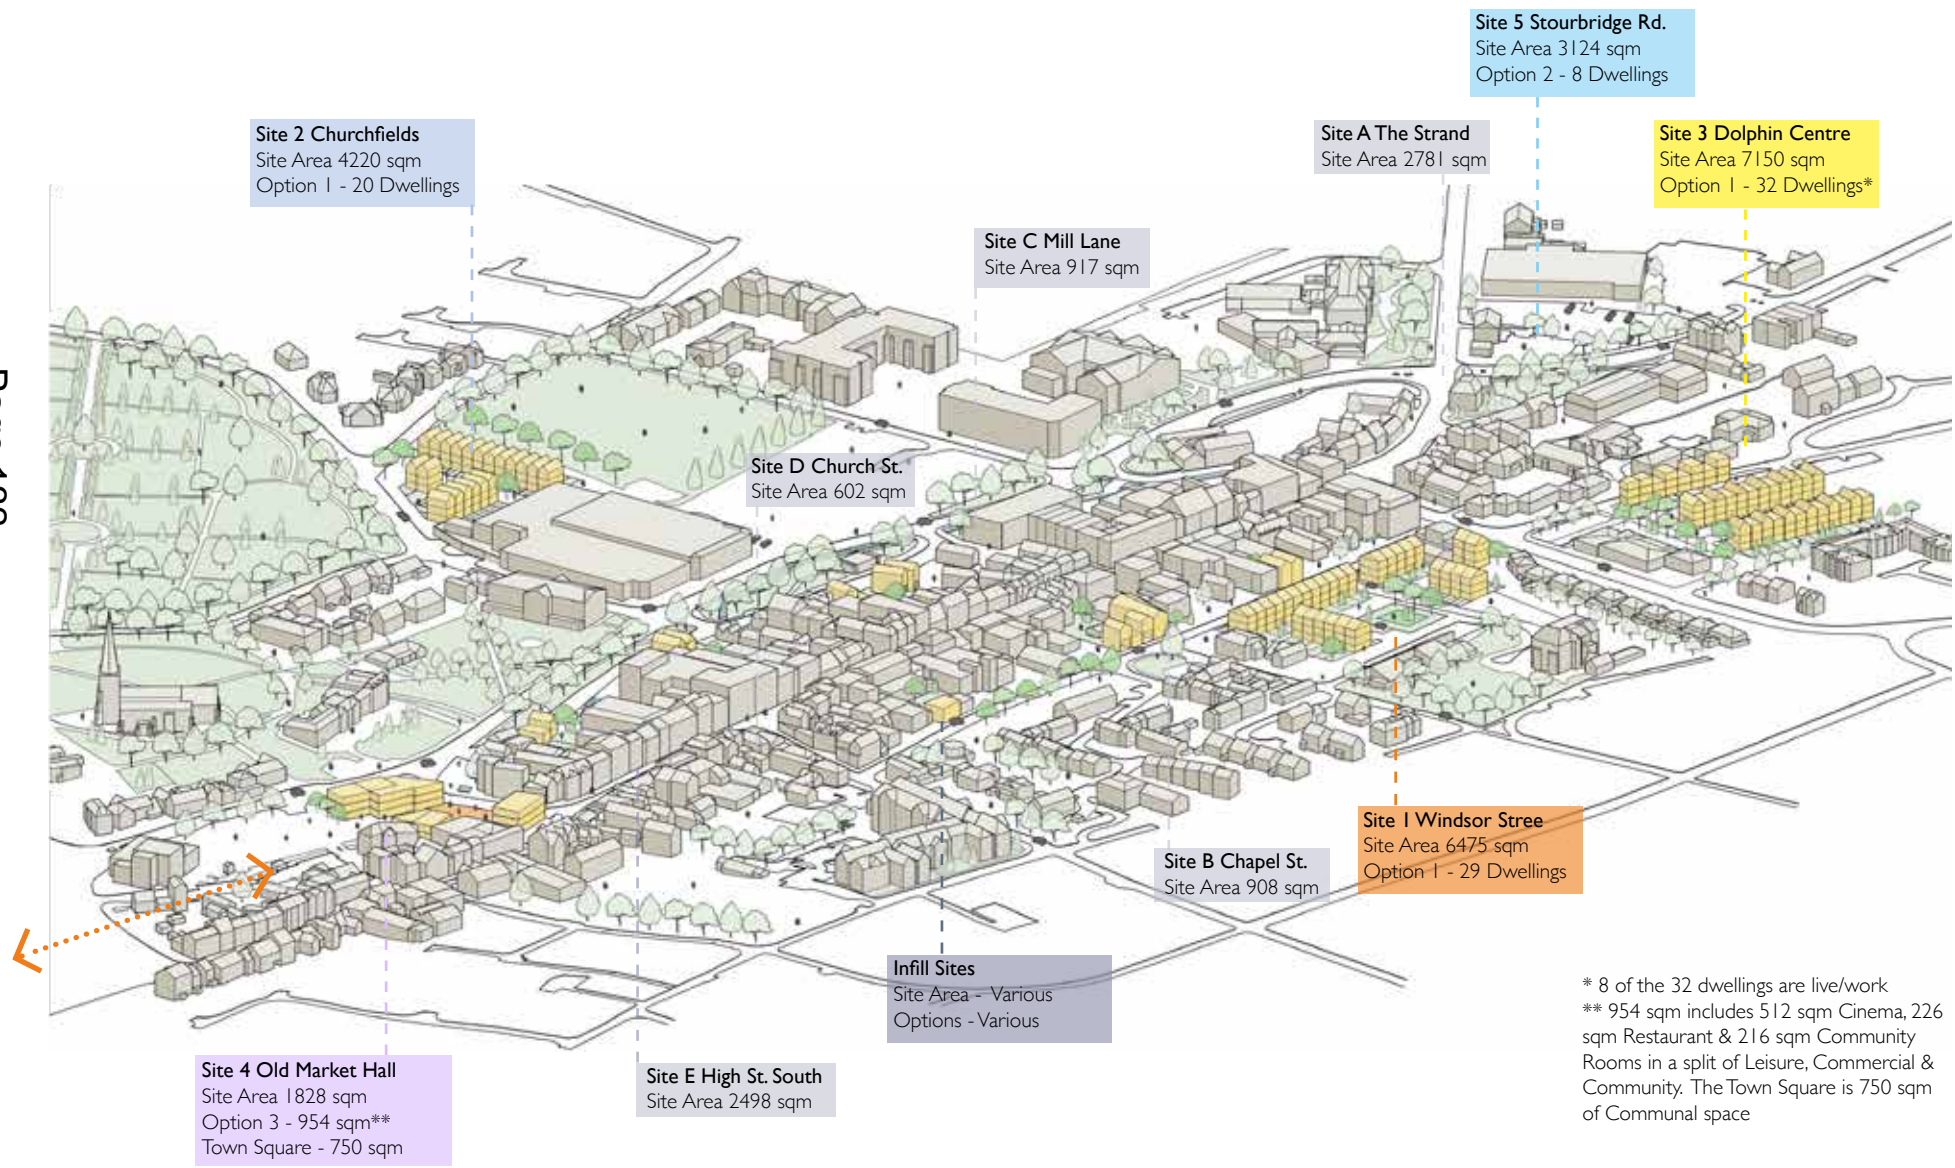 Site 5 Stourbridge Rd.
Site Area 3124 sqm
Option 2 - 8 Dwellings
Site 2 Churchfields
Site Area 4220 sqm
Option 1 - 20 Dwellings
Site A The Strand
Site Area 2781 sqm
Site 3 Dolphin Centre
Site Area 7150 sqm
Option 1 - 32 Dwellings*
Site C Mill Lane
Site Area 917 sqm
Site D Church St.
Site Area 602 sqm
Site 1 Windsor Stree
Site Area 6475 sqm
Option 1 - 29 Dwellings
Site B Chapel St.
Site Area 908 sqm
Infill Sites
Site Area - Various
Options - Various
Site 4 Old Market Hall
Site Area 1828 sqm
Option 3 - 954 sqm**
Town Square - 750 sqm
Site E High St. South
Site Area 2498 sqm
* 8 of the 32 dwellings are live/work
** 954 sqm includes 512 sqm Cinema, 226
sqm Restaurant & 216 sqm Community
Rooms in a split of Leisure, Commercial &
Community. The Town Square is 750 sqm
of Communal space